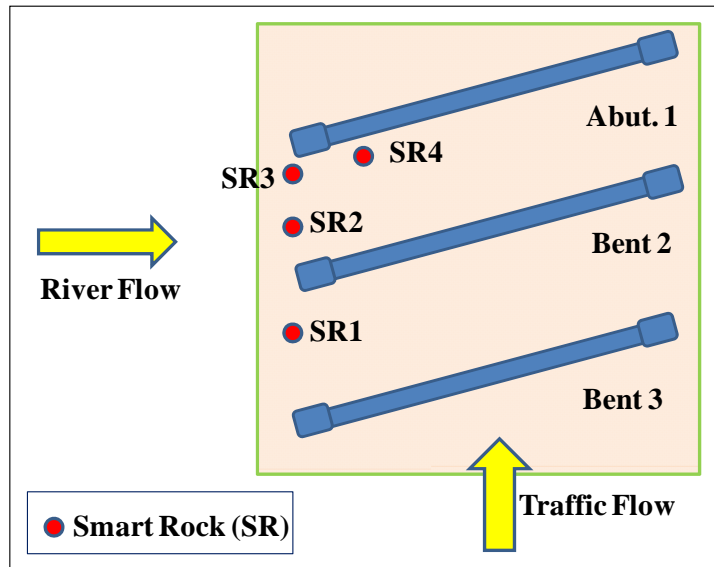 Abut. 1
SR4
SR3
SR2
Bent 2
River Flow
SR1
Bent 3
Traffic Flow
Smart Rock (SR)